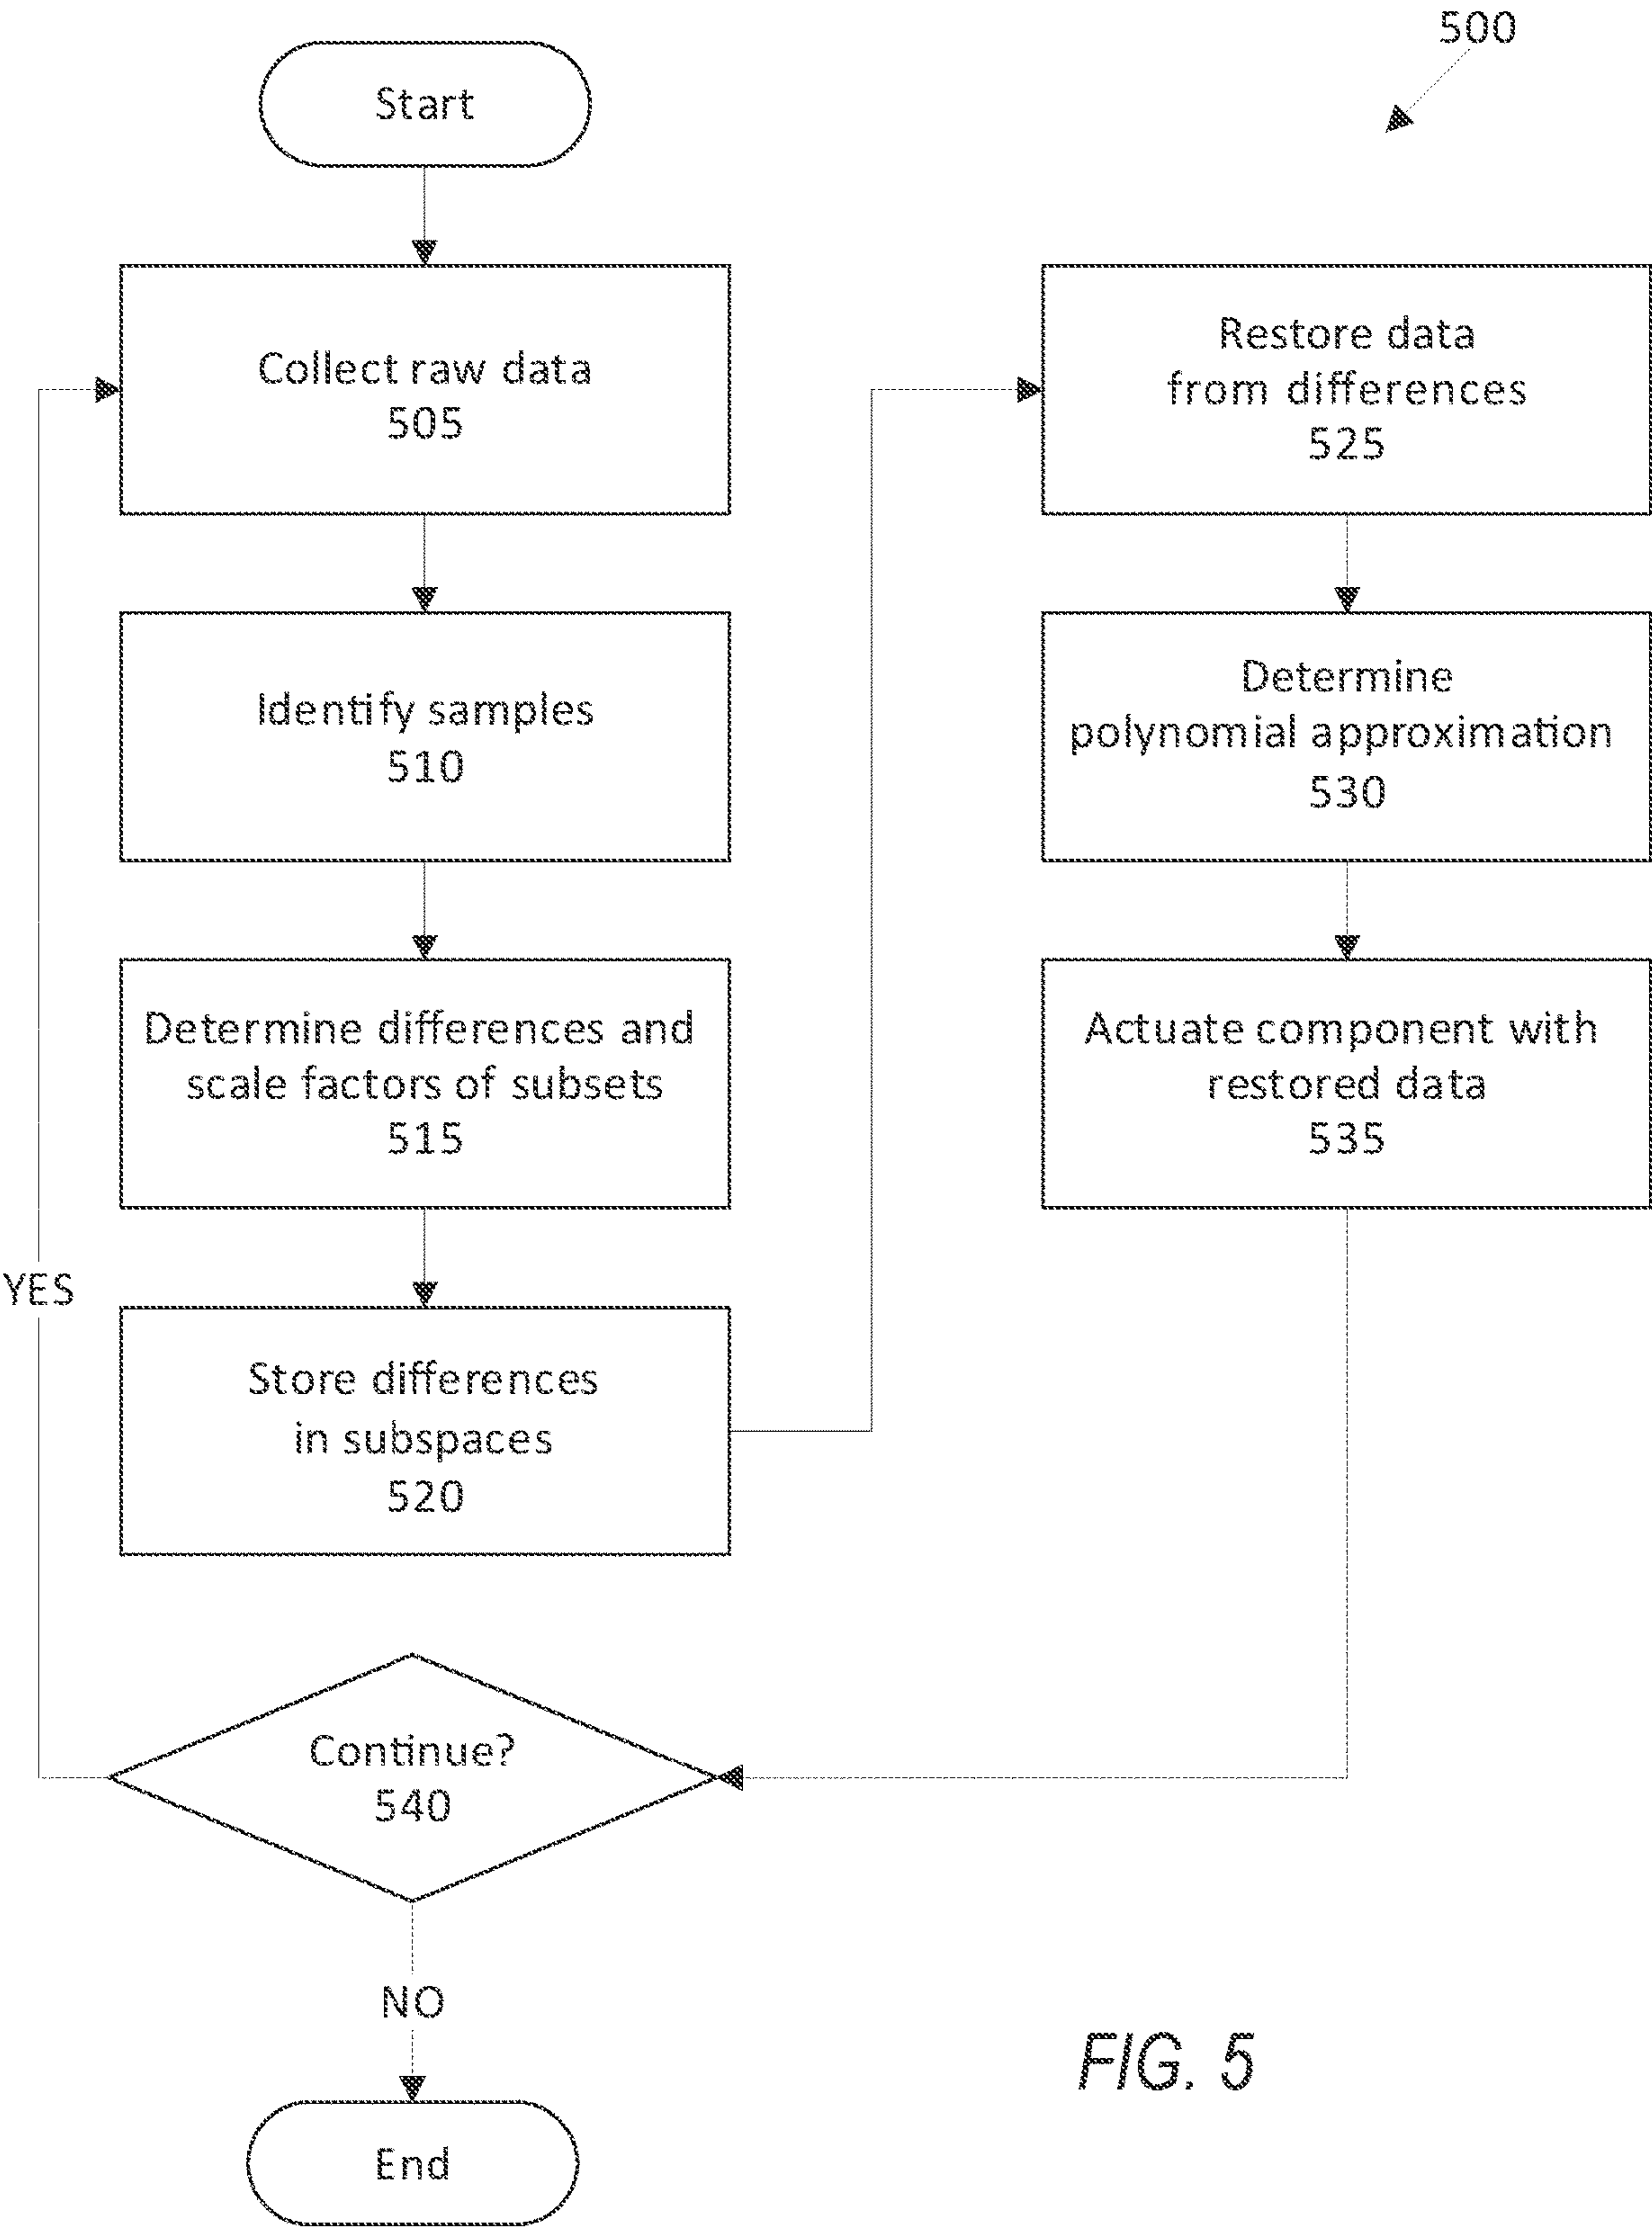 500
Start
Collect raw data
505
Identify samples
510
Determine differences and
scale factors of subsets
515
Store differences
in subspaces
520
Restore data
from differences
525
Determine
polynomial approximation
530
Actuate component with
restored data
535
YES
Continue?
540
NO
End
FIG. 5